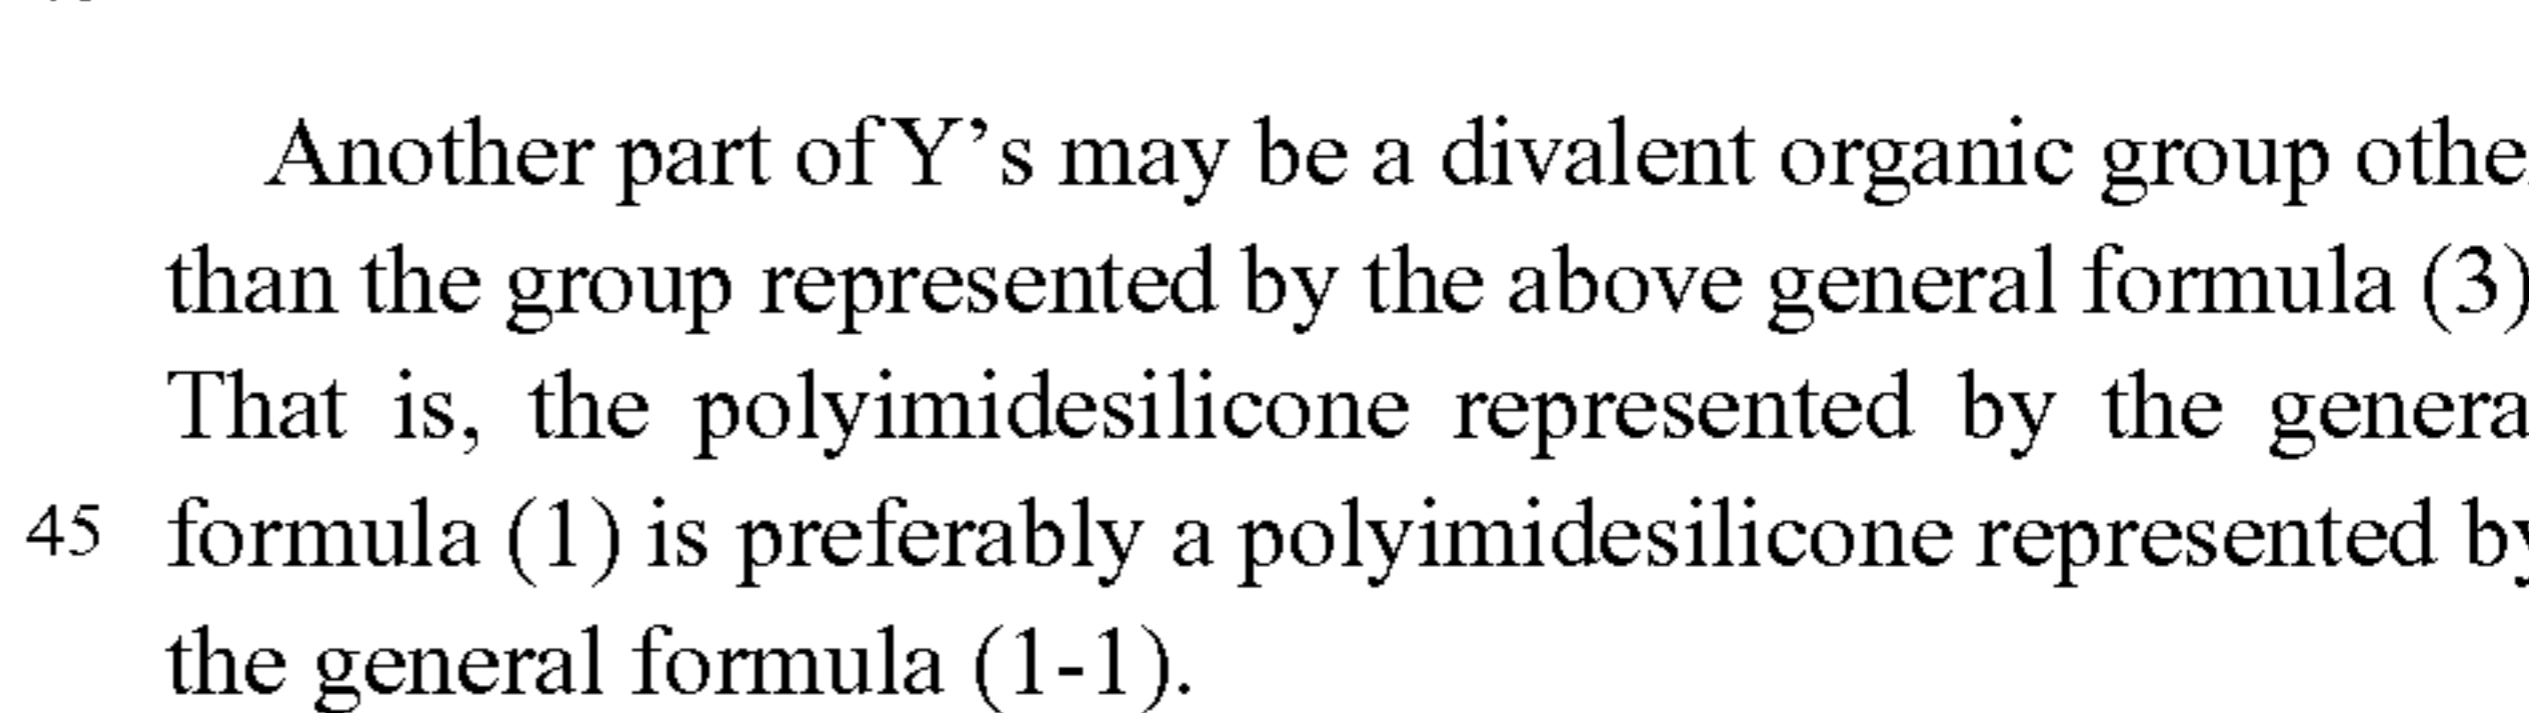 Another part of Y's may be a divalent organic group othe
than the group represented by the above general formula (3)
That is, the polyimidesilicone represented by the genera
45 formula (1) is preferably a polyimidesilicone represented by
the general formula (1-1).